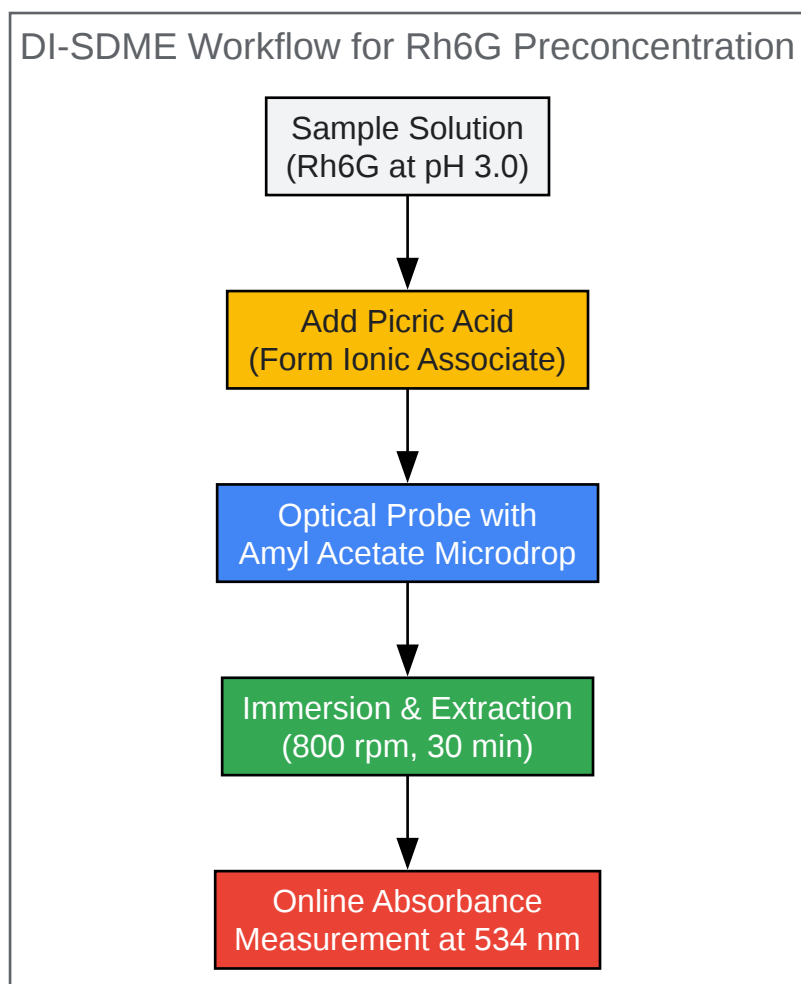 DI-SDME Workflow for Rh6G Preconcentration
Sample Solution
(Rh6G at pH 3.0)
Add Picric Acid
(Form Ionic Associate)
Optical Probe with
Amyl Acetate Microdrop
Immersion & Extraction
(800 rpm, 30 min)
Online Absorbance
Measurement at 534 nm